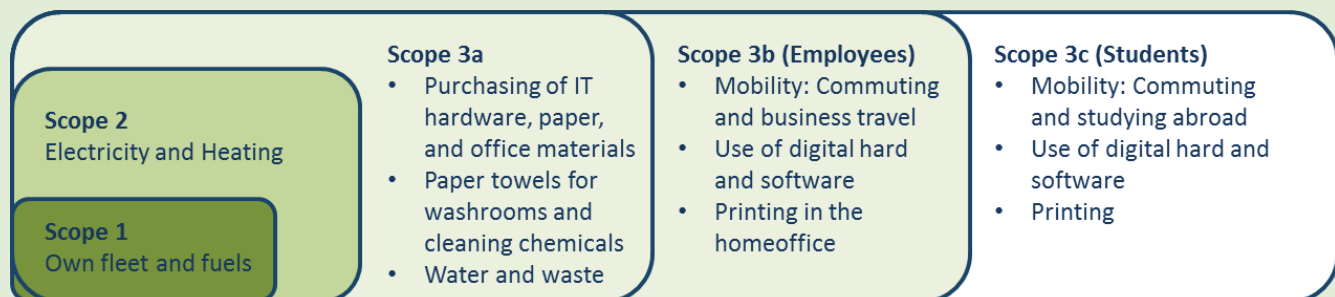 Scope 2
Electricity and Heating
Scope 1
Own fleet and fuels
Scope 3a
• Purchasing of IT
hardware, paper,
and office materials
• Paper towels for
washrooms and
cleaning chemicals
• Water and waste
Scope 3b (Employees)
• Mobility: Commuting
and business travel
• Use of digital hard
and software
• Printing in the
homeoffice
Scope 3c (Students)
• Mobility: Commuting
and studying abroad
• Use of digital hard and
software
• Printing